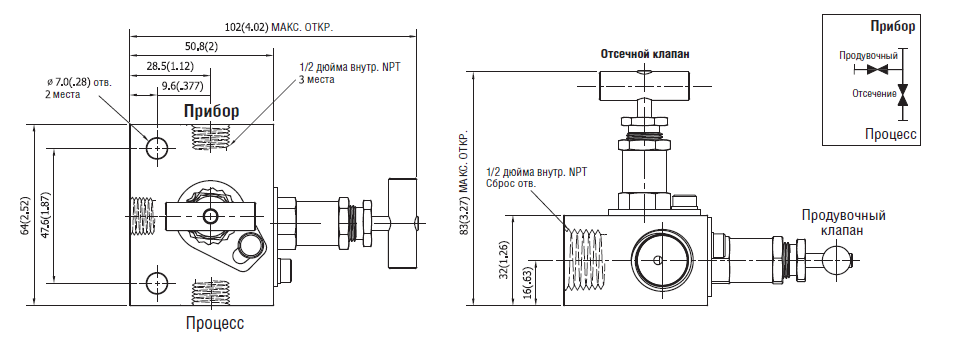 102(4.02) МАКС. ОТКР.
50,8(2)
28.5(1.12)
9.6(.377)
ø 7.0(.28) отв.
2 места
1/2 дюйма внутр. NPT
3 места
Прибор
64(2.52)
47.6(1.87)
Процесс
Отсечной клапан
83(3.27) МАКС. ОТКР.
1/2 дюйма внутр. NPT
Сброс отв.
32(1.26)
16(.63)
Продувочный
клапан
Прибор
Продувочный
Отсечение
Процесс